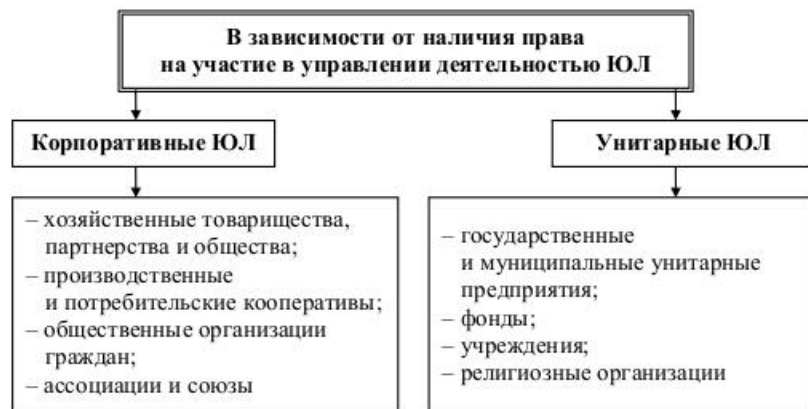 В зависимости от наличия права
на участие в управлении деятельностью ЮЛ
Корпоративные ЮЛ
Унитарные ЮЛ
– хозяйственные товарищества,
партнерства и общества;
– производственные
и потребительские кооперативы;
– общественные организации
граждан;
– ассоциации и союзы
– государственные
и муниципальные унитарные
предприятия;
– фонды;
– учреждения;
– религиозные организации